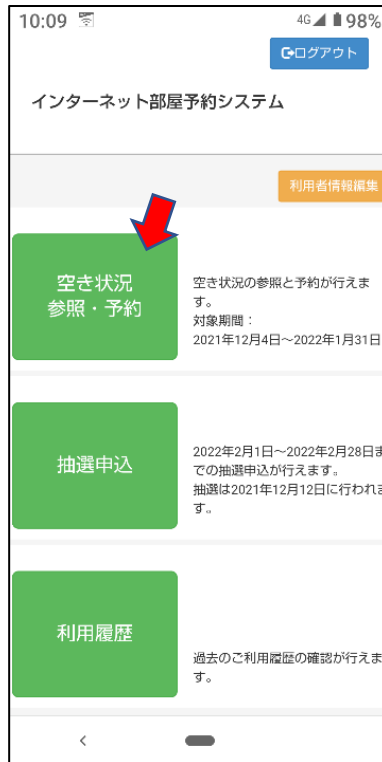 10:09 4G 98%
ログアウト
インターネット部屋予約システム
利用者情報編集
空き状況
参照・予約
空き状況の参照と予約が行えま
す。
対象期間：
2021年12月4日～2022年1月31日
抽選申込
2022年2月1日～2022年2月28日ま
での抽選申込が行えます。
抽選は2021年12月12日に行われま
す。
利用履歴
過去のご利用履歴の確認が行えま
す。